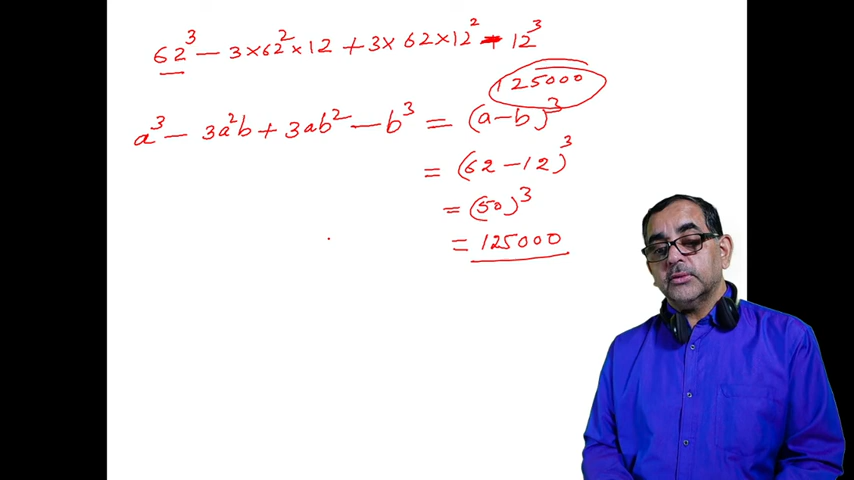 62³ - 3×62²×12 + 3×62×12² - 12³
125000
a³ - 3a²b + 3ab² - b³ = (a-b)³
= (62-12)³
= (50)³
= 125000